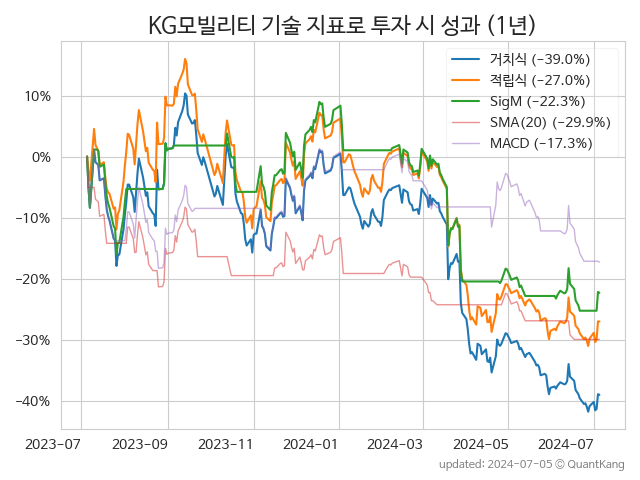 KG모빌리티 기술 지표로 투자 시 성과 (1년)
거치식 (−39.0%)
적립식 (−27.0%)
SigM (−22.3%)
SMA(20) (−29.9%)
MACD (−17.3%)
10%
0%
−10%
−20%
−30%
−40%
2023−07
2023−09
2023−11
2024−01
2024−03
2024−05
2024−07
updated: 2024−07−05 ⓒ QuantKang